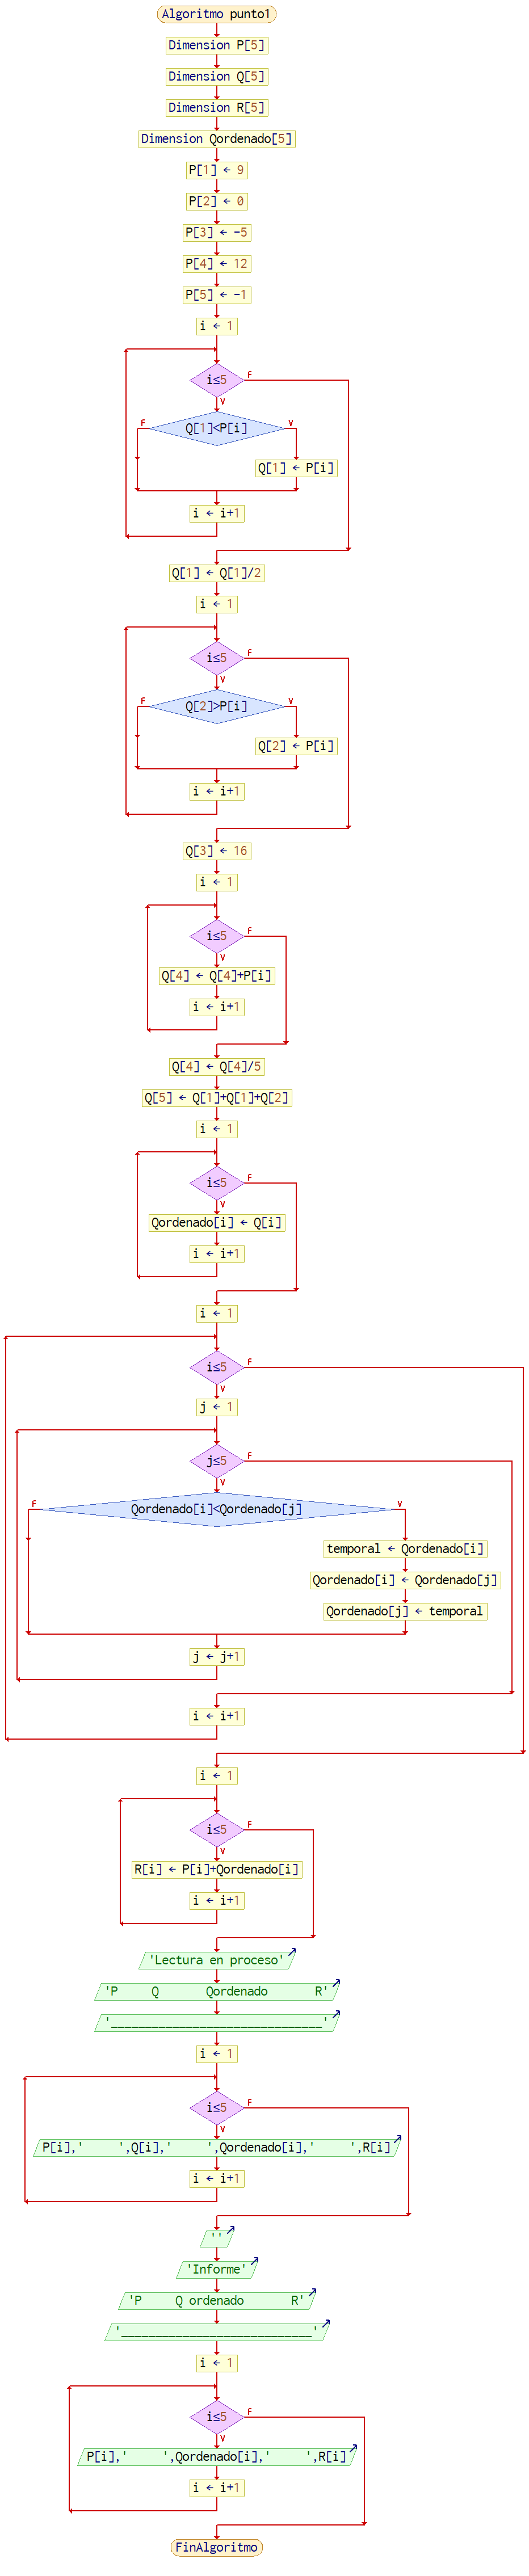 Algoritmo punto1
Dimension P[5]
Dimension Q[5]
Dimension R[5]
Dimension Qordenado[5]
P[1] ← 9
P[2] ← 0
P[3] ← -5
P[4] ← 12
P[5] ← -1
i ← 1
i≤5
F
V
Q[1]<P[i]
F
V
Q[1] ← P[i]
i ← i+1
Q[1] ← Q[1]/2
i ← 1
i≤5
F
V
Q[2]>P[i]
F
V
Q[2] ← P[i]
i ← i+1
Q[3] ← 16
i ← 1
i≤5
F
V
Q[4] ← Q[4]+P[i]
i ← i+1
Q[4] ← Q[4]/5
Q[5] ← Q[1]+Q[1]+Q[2]
i ← 1
i≤5
F
V
Qordenado[i] ← Q[i]
i ← i+1
i ← 1
i≤5
F
V
j ← 1
j≤5
F
V
Qordenado[i]<Qordenado[j]
F
V
temporal ← Qordenado[i]
Qordenado[i] ← Qordenado[j]
Qordenado[j] ← temporal
j ← j+1
i ← i+1
i ← 1
i≤5
F
V
R[i] ← P[i]+Qordenado[i]
i ← i+1
'Lectura en proceso'
'P     Q       Qordenado       R'
'_______________________________'
i ← 1
i≤5
F
V
P[i],'     ',Q[i],'     ',Qordenado[i],'     ',R[i]
i ← i+1
''
'Informe'
'P     Q ordenado       R'
'____________________________'
i ← 1
i≤5
F
V
P[i],'     ',Qordenado[i],'     ',R[i]
i ← i+1
FinAlgoritmo